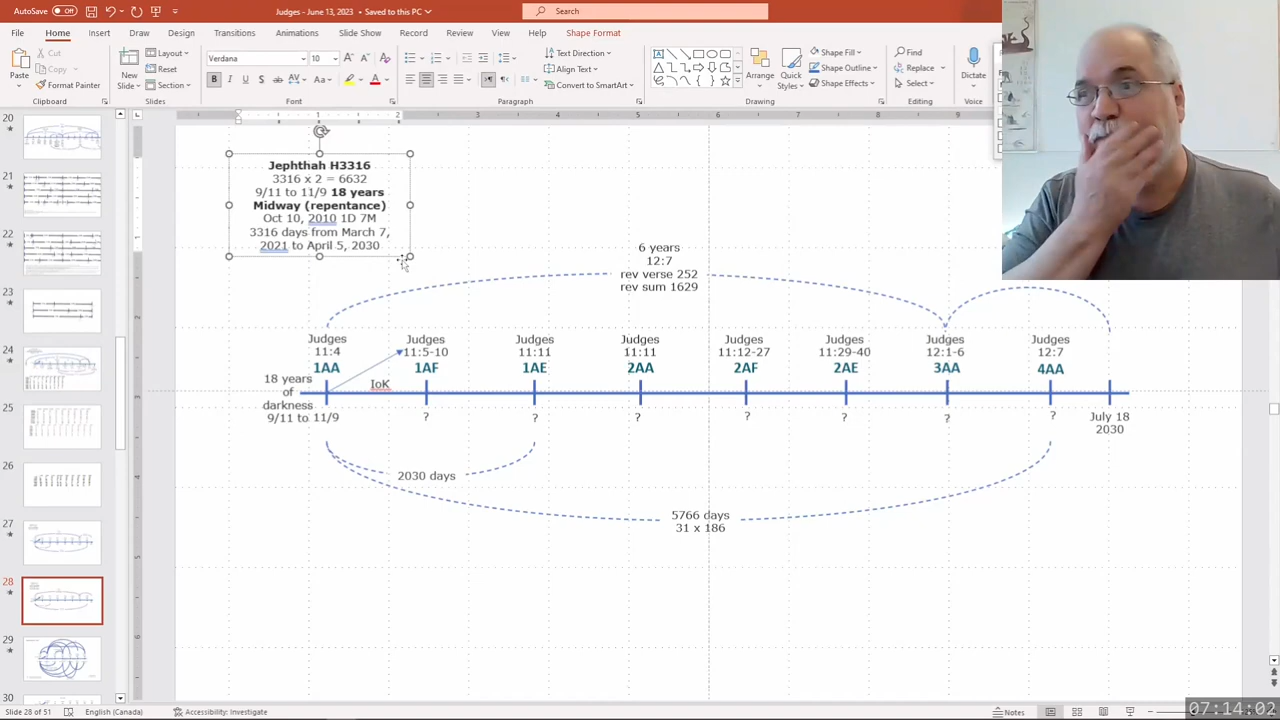 AutoSave Off
Judges - June 13, 2023 • Saved to this PC
Search
File Home Insert Draw Design Transitions Animations Slide Show Record Review View Help Shape Format
Paste
Cut
Copy
Format Painter
Clipboard
New
Slide
Layout
Reset
Section
Slides
Verdana 10
Font
Text Direction
Align Text
Convert to SmartArt
Paragraph
Arrange
Quick
Styles
Shape Fill
Shape Outline
Shape Effects
Drawing
Find
Replace
Select
Editing
Dictate
Voice
20
21
22
23
24
25
26
27
28
29
30
Jephthah H3316
3316 x 2 = 6632
9/11 to 11/9 18 years
Midway (repentance)
Oct 10, 2010 1D 7M
3316 days from March 7,
2021 to April 5, 2030
6 years
12:7
rev verse 252
rev sum 1629
Judges
11:4
1AA
Judges
11:5-10
1AF
Judges
11:11
1AE
Judges
11:11
2AA
Judges
11:12-27
2AF
Judges
11:29-40
2AE
Judges
12:1-6
3AA
Judges
12:7
4AA
IoK
18 years
of
darkness
9/11 to 11/9
? ? ? ? ? ? ?
July 18
2030
2030 days
5766 days
31 x 186
Slide 28 of 51 English (Canada) Accessibility: Investigate Notes
07:14:02